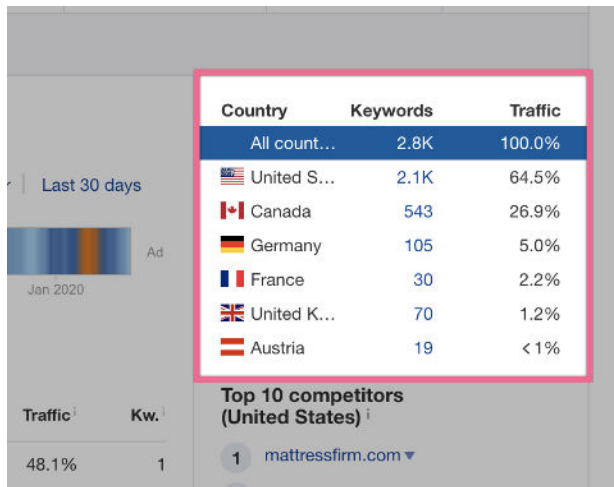 Country Keywords Traffic
All count... 2.8K 100.0%
United S... 2.1K 64.5%
Canada 543 26.9%
Germany 105 5.0%
France 30 2.2%
United K... 70 1.2%
Austria 19 <1%
Last 30 days
Ad
Jan 2020
Top 10 competitors
(United States) i
Traffic i Kw. i
48.1% 1
1 mattressfirm.com